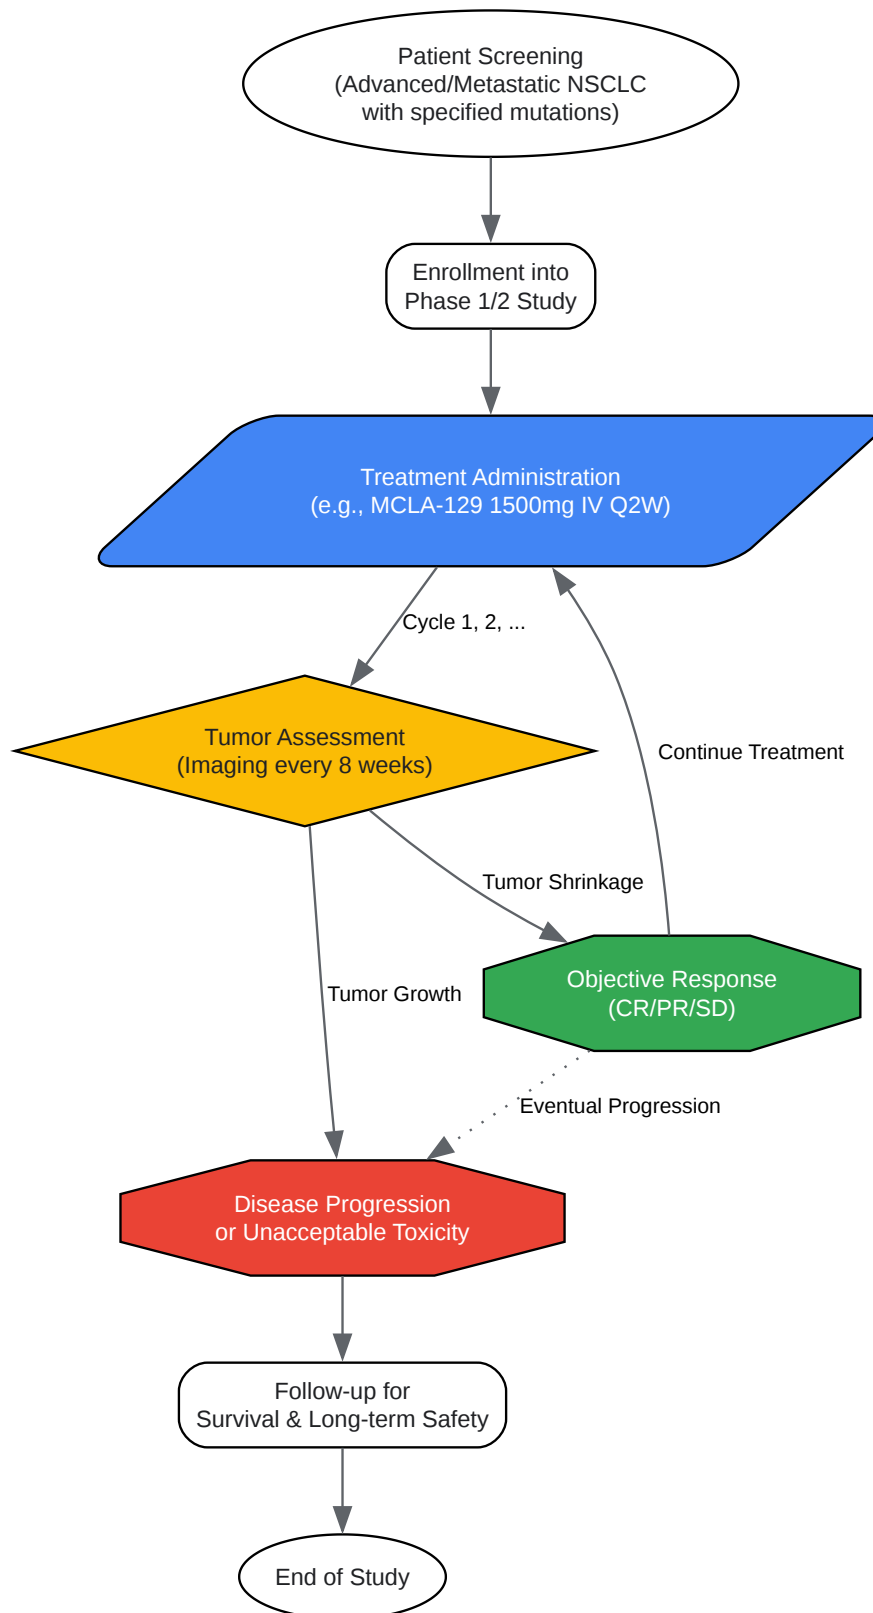 Patient Screening
(Advanced/Metastatic NSCLC
with specified mutations)
Enrollment into
Phase 1/2 Study
Treatment Administration
(e.g., MCLA-129 1500mg IV Q2W)
Cycle 1, 2, ...
Tumor Assessment
(Imaging every 8 weeks)
Continue Treatment
Tumor Shrinkage
Objective Response
(CR/PR/SD)
Tumor Growth
Eventual Progression
Disease Progression
or Unacceptable Toxicity
Follow-up for
Survival & Long-term Safety
End of Study